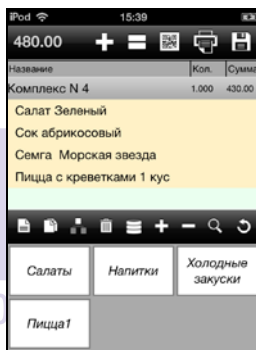 iPod 15:39
480.00
Название Кол. Сумма
Комплекс N 4 1.000 430.00
Салат Зеленый
Сок абрикосовый
Семга Морская звезда
Пицца с креветками 1 кус
Салаты Напитки Холодные
закуски
Пицца1